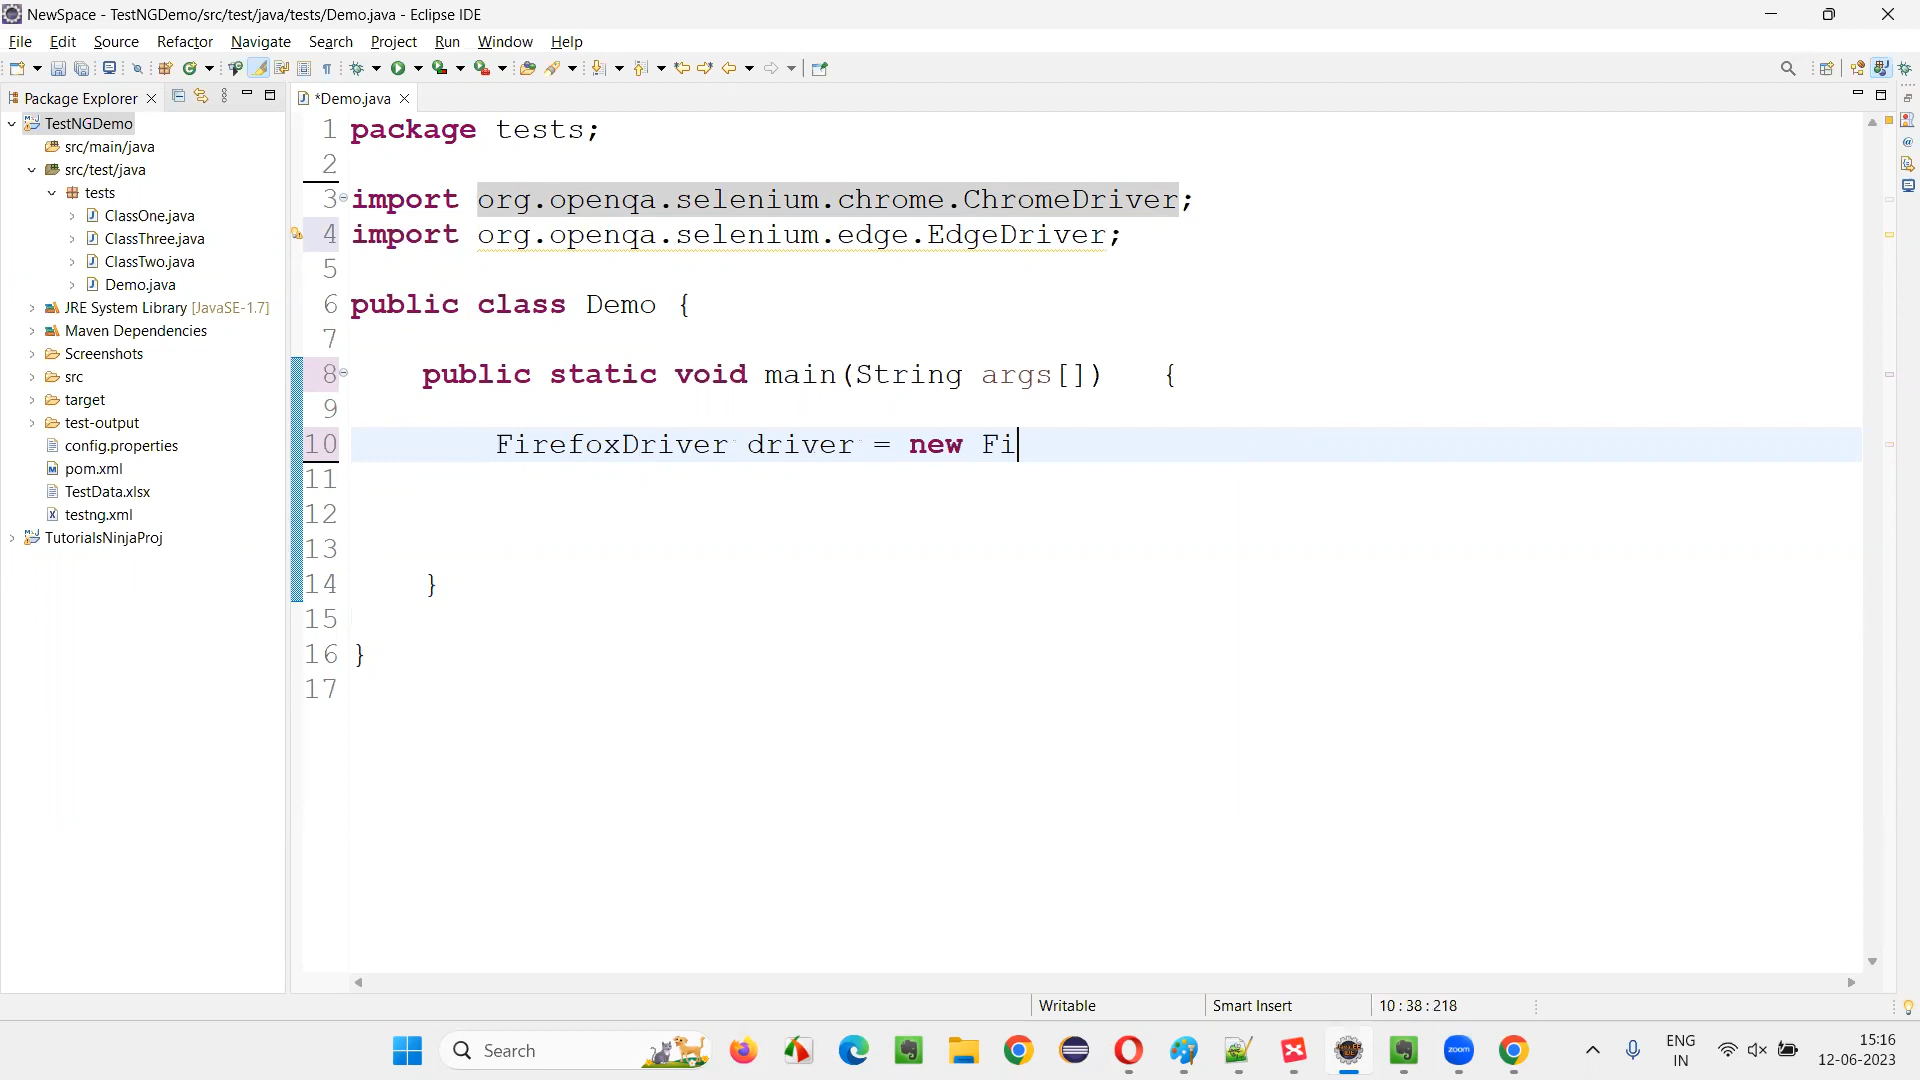 NewSpace - TestNGDemo/src/test/java/tests/Demo.java - Eclipse IDE
File Edit Source Refactor Navigate Search Project Run Window Help
Package Explorer
*Demo.java
TestNGDemo
src/main/java
src/test/java
tests
ClassOne.java
ClassThree.java
ClassTwo.java
Demo.java
JRE System Library [JavaSE-1.7]
Maven Dependencies
Screenshots
src
target
test-output
config.properties
pom.xml
TestData.xlsx
testng.xml
TutorialsNinjaProj
1 package tests;
2
3 import org.openqa.selenium.chrome.ChromeDriver;
4 import org.openqa.selenium.edge.EdgeDriver;
5
6 public class Demo {
7
8 public static void main(String args[]) {
9
10 FirefoxDriver driver = new Fi
11
12
13
14 }
15
16 }
17
Writable Smart Insert 10 : 38 : 218
Search
zoom
ENG
IN
15:16
12-06-2023